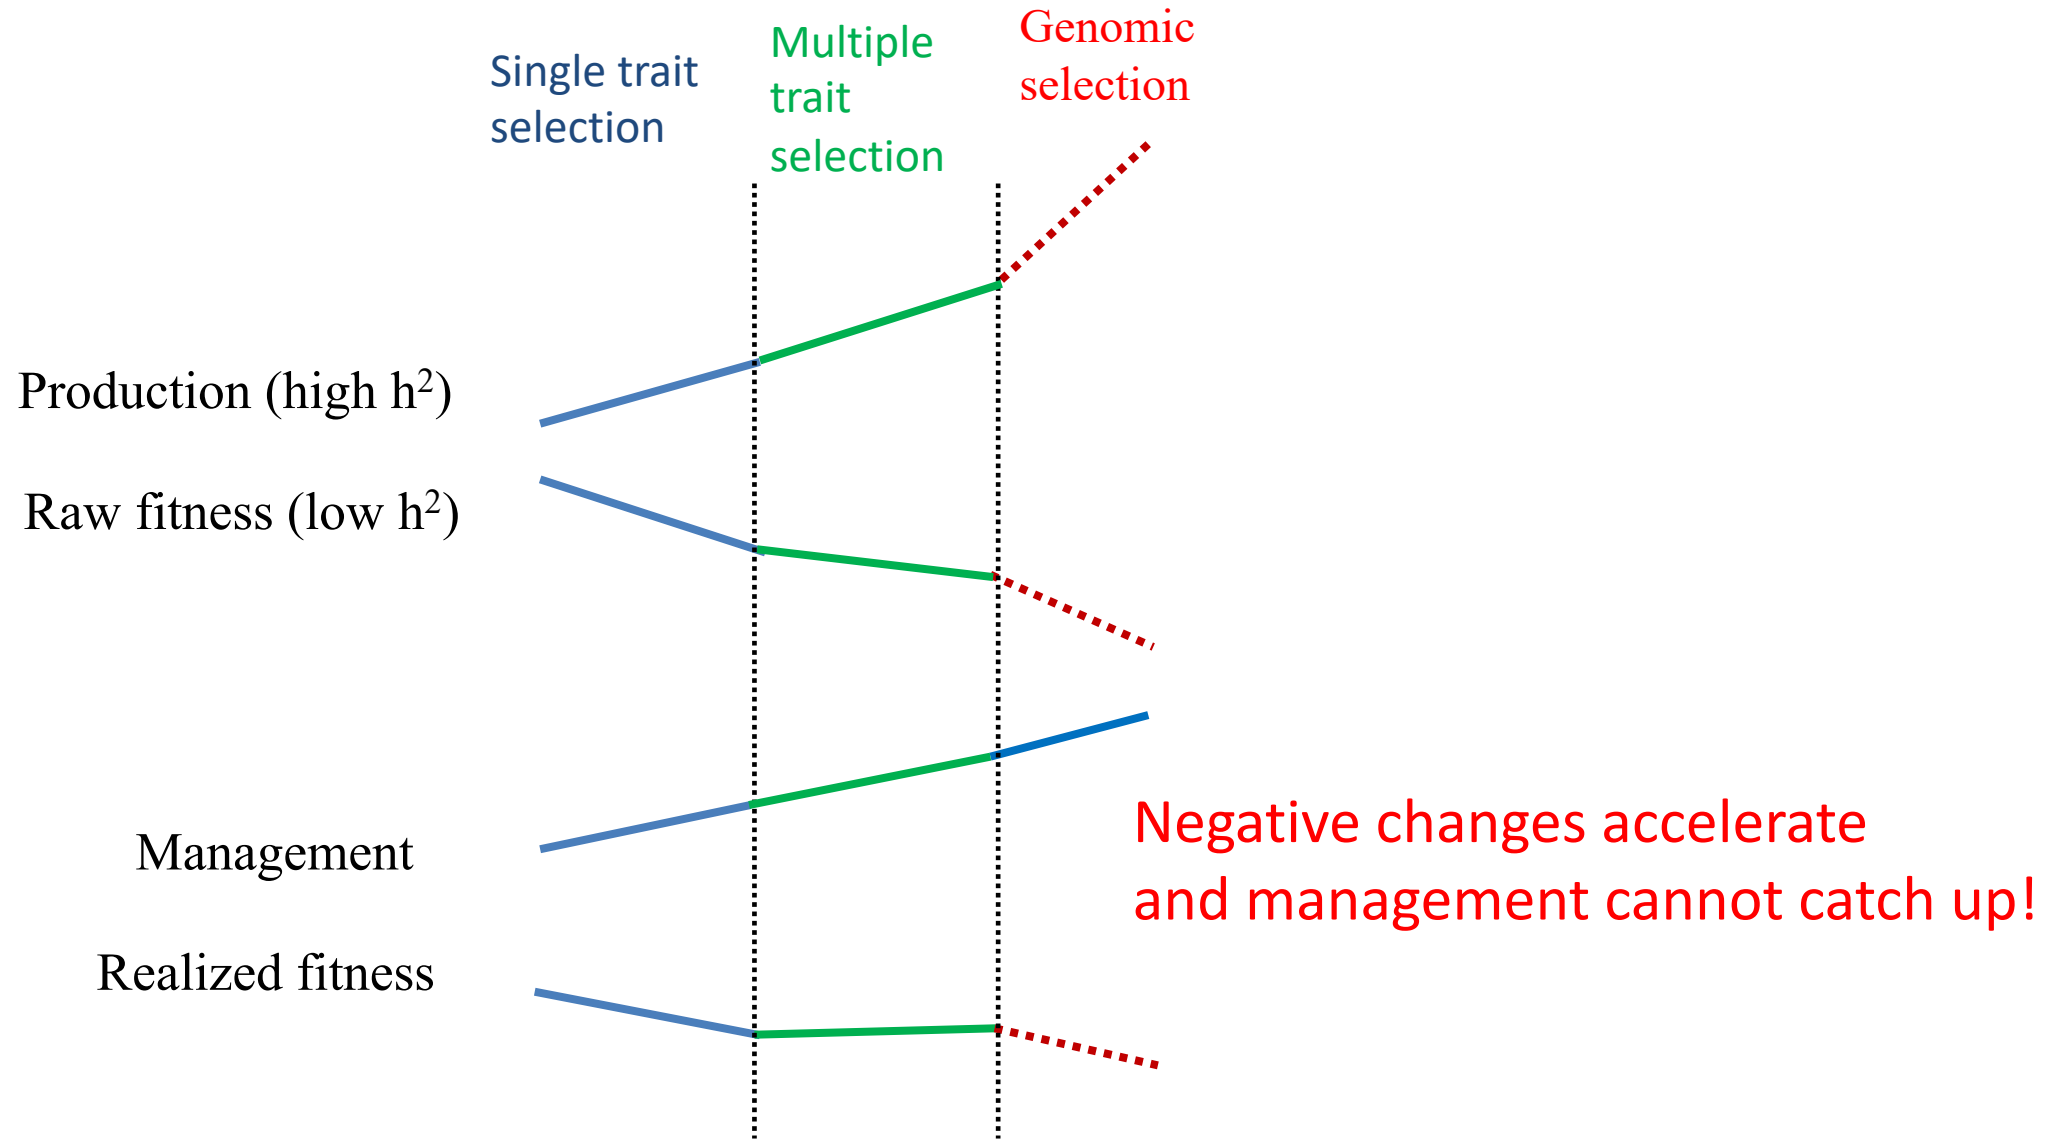 Single trait
selection
Multiple
trait
selection
Genomic
selection
Production (high h²)
Raw fitness (low h²)
Management
Realized fitness
Negative changes accelerate
and management cannot catch up!